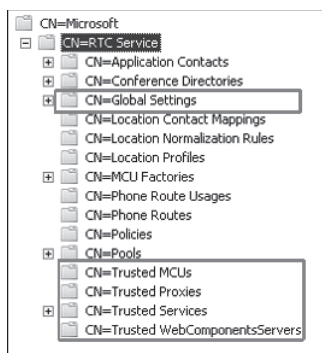 CN=Microsoft
CN=RTC Service
CN=Application Contacts
CN=Conference Directories
CN=Global Settings
CN=Location Contact Mappings
CN=Location Normalization Rules
CN=Location Profiles
CN=MCU Factories
CN=Phone Route Usages
CN=Phone Routes
CN=Policies
CN=Pools
CN=Trusted MCUs
CN=Trusted Proxies
CN=Trusted Services
CN=Trusted WebComponentsServers